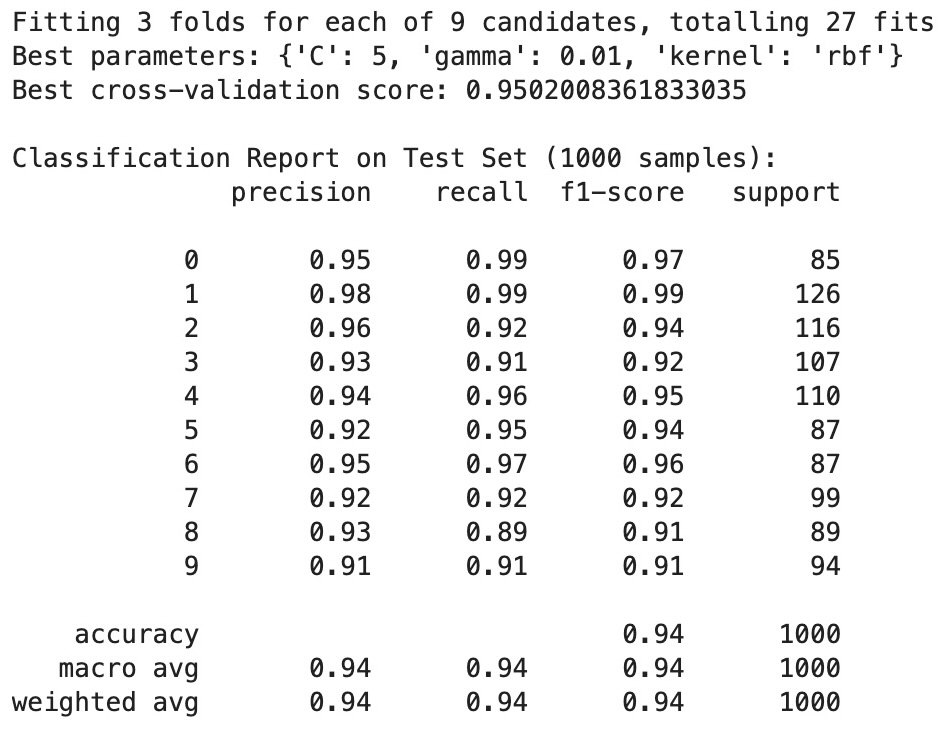 Fitting 3 folds for each of 9 candidates, totalling 27 fits
Best parameters: {'C': 5, 'gamma': 0.01, 'kernel': 'rbf'}
Best cross-validation score: 0.9502008361833035

Classification Report on Test Set (1000 samples):
              precision    recall  f1-score   support

           0       0.95      0.99      0.97        85
           1       0.98      0.99      0.99       126
           2       0.96      0.92      0.94       116
           3       0.93      0.91      0.92       107
           4       0.94      0.96      0.95       110
           5       0.92      0.95      0.94        87
           6       0.95      0.97      0.96        87
           7       0.92      0.92      0.92        99
           8       0.93      0.89      0.91        89
           9       0.91      0.91      0.91        94

    accuracy                           0.94      1000
   macro avg       0.94      0.94      0.94      1000
weighted avg       0.94      0.94      0.94      1000